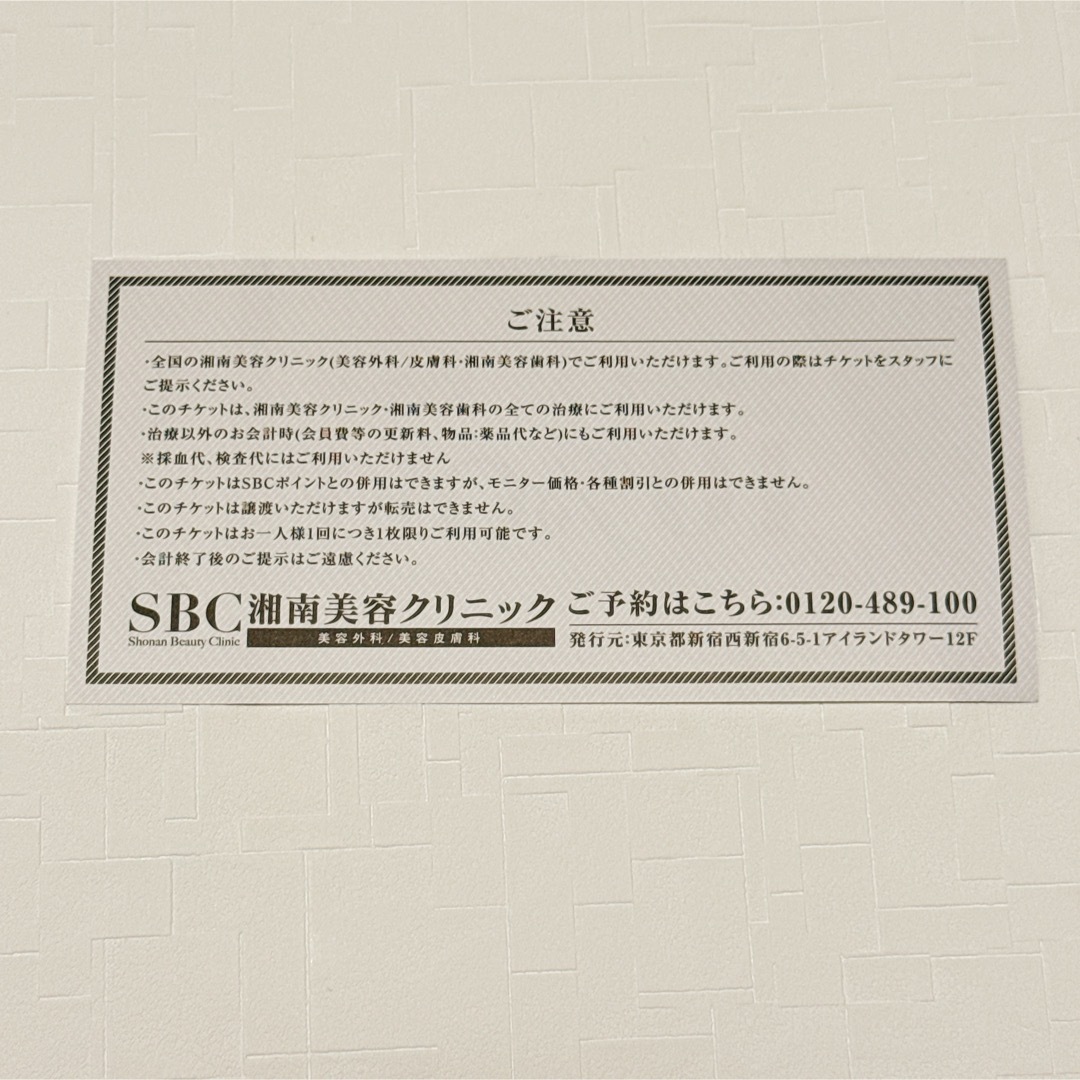 ご注意
・全国の湘南美容クリニック(美容外科/皮膚科・湘南美容歯科)でご利用いただけます。ご利用の際はチケットをスタッフに
ご提示ください。
・このチケットは、湘南美容クリニック・湘南美容歯科の全ての治療にご利用いただけます。
・治療以外のお会計時(会員費等の更新料、物品:薬品代など)にもご利用いただけます。
※採血代、検査代にはご利用いただけません
・このチケットはSBCポイントとの併用はできますが、モニター価格・各種割引との併用はできません。
・このチケットは譲渡いただけますが転売はできません。
・このチケットはお一人様1回につき1枚限りご利用可能です。
・会計終了後のご提示はご遠慮ください。
SBC 湘南美容クリニック ご予約はこちら:0120-489-100
Shonan Beauty Clinic 美容外科/美容皮膚科 発行元:東京都新宿西新宿6-5-1アイランドタワー12F